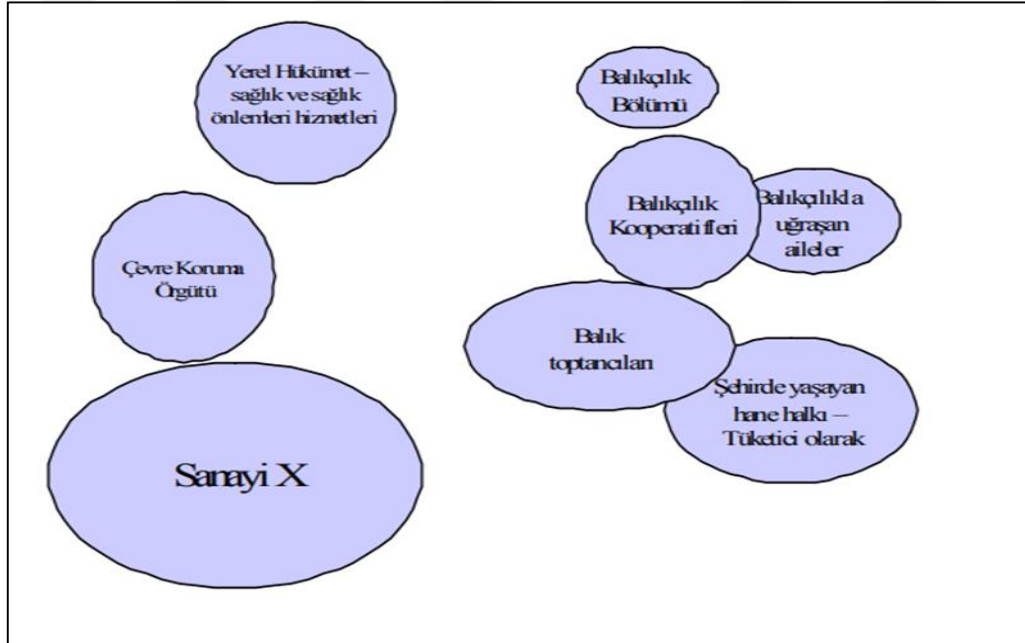 Yerel Hükümet –
sağlık ve sağlık
önlemleri hizmetleri
Balıkçılık
Bölümü
Balıkçılık
Kooperatifleri
Balıkçılıkla
uğraşan
aileler
Çevre Koruma
Örgütü
Balık
toptancıları
Şehirde yaşayan
hane halkı –
Tüketici olarak
Sanayi X